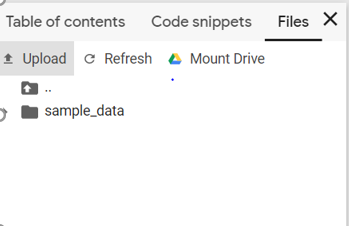 Table of contents Code snippets Files
Upload Refresh Mount Drive
..
sample_data